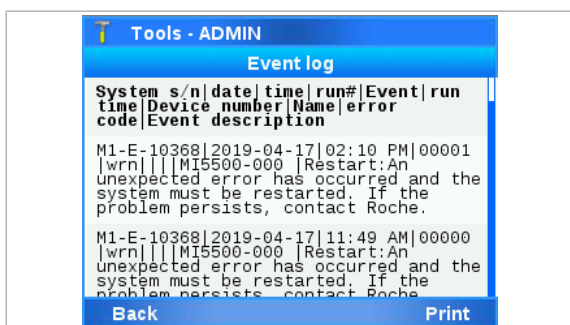 Tools - ADMIN
Event log
System s/n|date|time|run#|Event|run
time|Device number|Name|error
code|Event description
M1-E-10368|2019-04-17|02:10 PM|00001
|wrn||||MI5500-000 |Restart:An
unexpected error has occurred and the
system must be restarted. If the
problem persists, contact Roche.
M1-E-10368|2019-04-17|11:49 AM|00000
|wrn||||MI5500-000 |Restart:An
unexpected error has occurred and the
system must be restarted. If the
problem persists, contact Roche
Back
Print